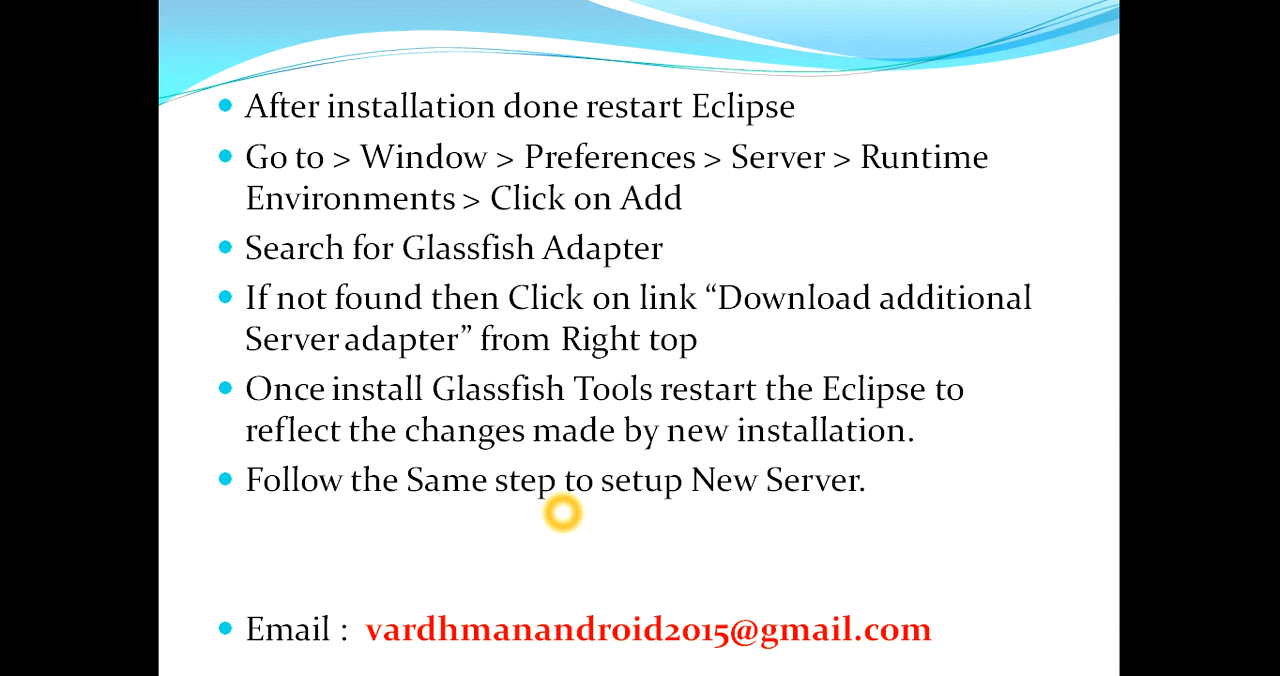 After installation done restart Eclipse
Go to > Window > Preferences > Server > Runtime
Environments > Click on Add
Search for Glassfish Adapter
If not found then Click on link “Download additional
Server adapter” from Right top
Once install Glassfish Tools restart the Eclipse to
reflect the changes made by new installation.
Follow the Same step to setup New Server.
Email : vardhmanandroid2015@gmail.com